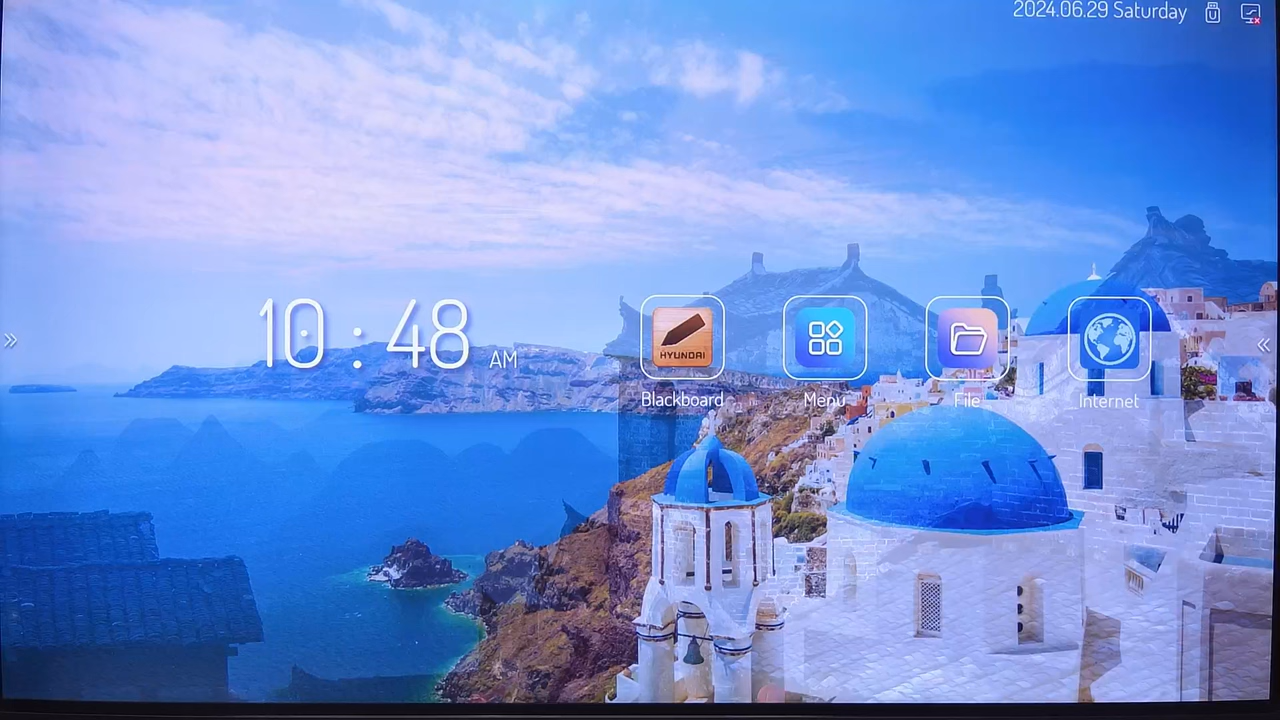 2024.06.29 Saturday
10 : 48 AM
HYUNDAI
Blackboard
Menu
File
Internet